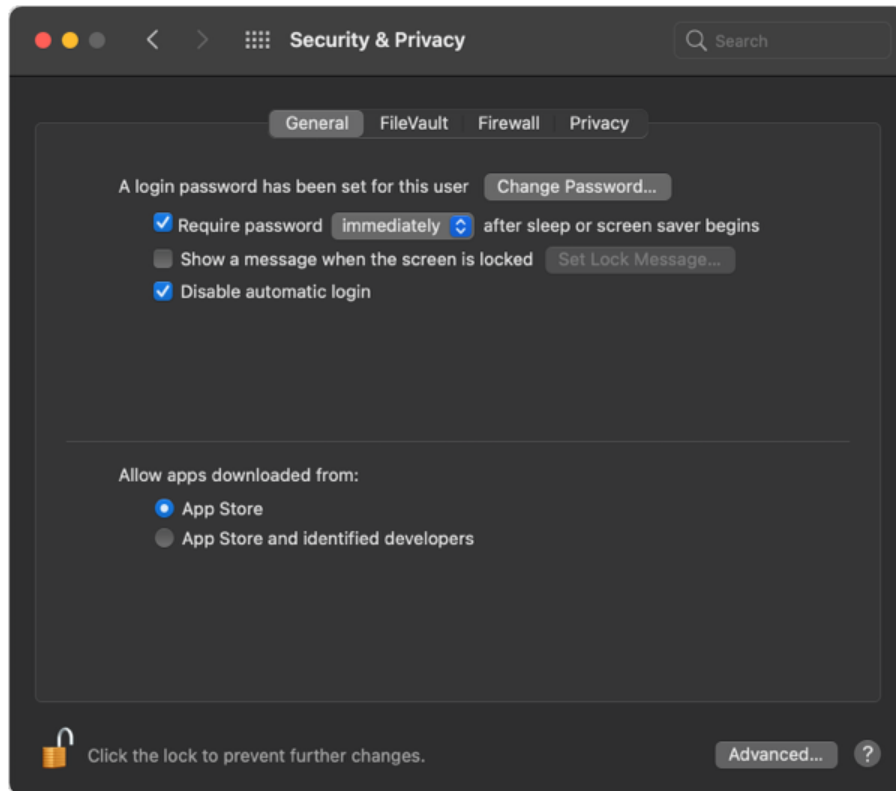 Security & Privacy
Search
General FileVault Firewall Privacy
A login password has been set for this user Change Password...
Require password immediately after sleep or screen saver begins
Show a message when the screen is locked Set Lock Message...
Disable automatic login
Allow apps downloaded from:
App Store
App Store and identified developers
Click the lock to prevent further changes. Advanced... ?